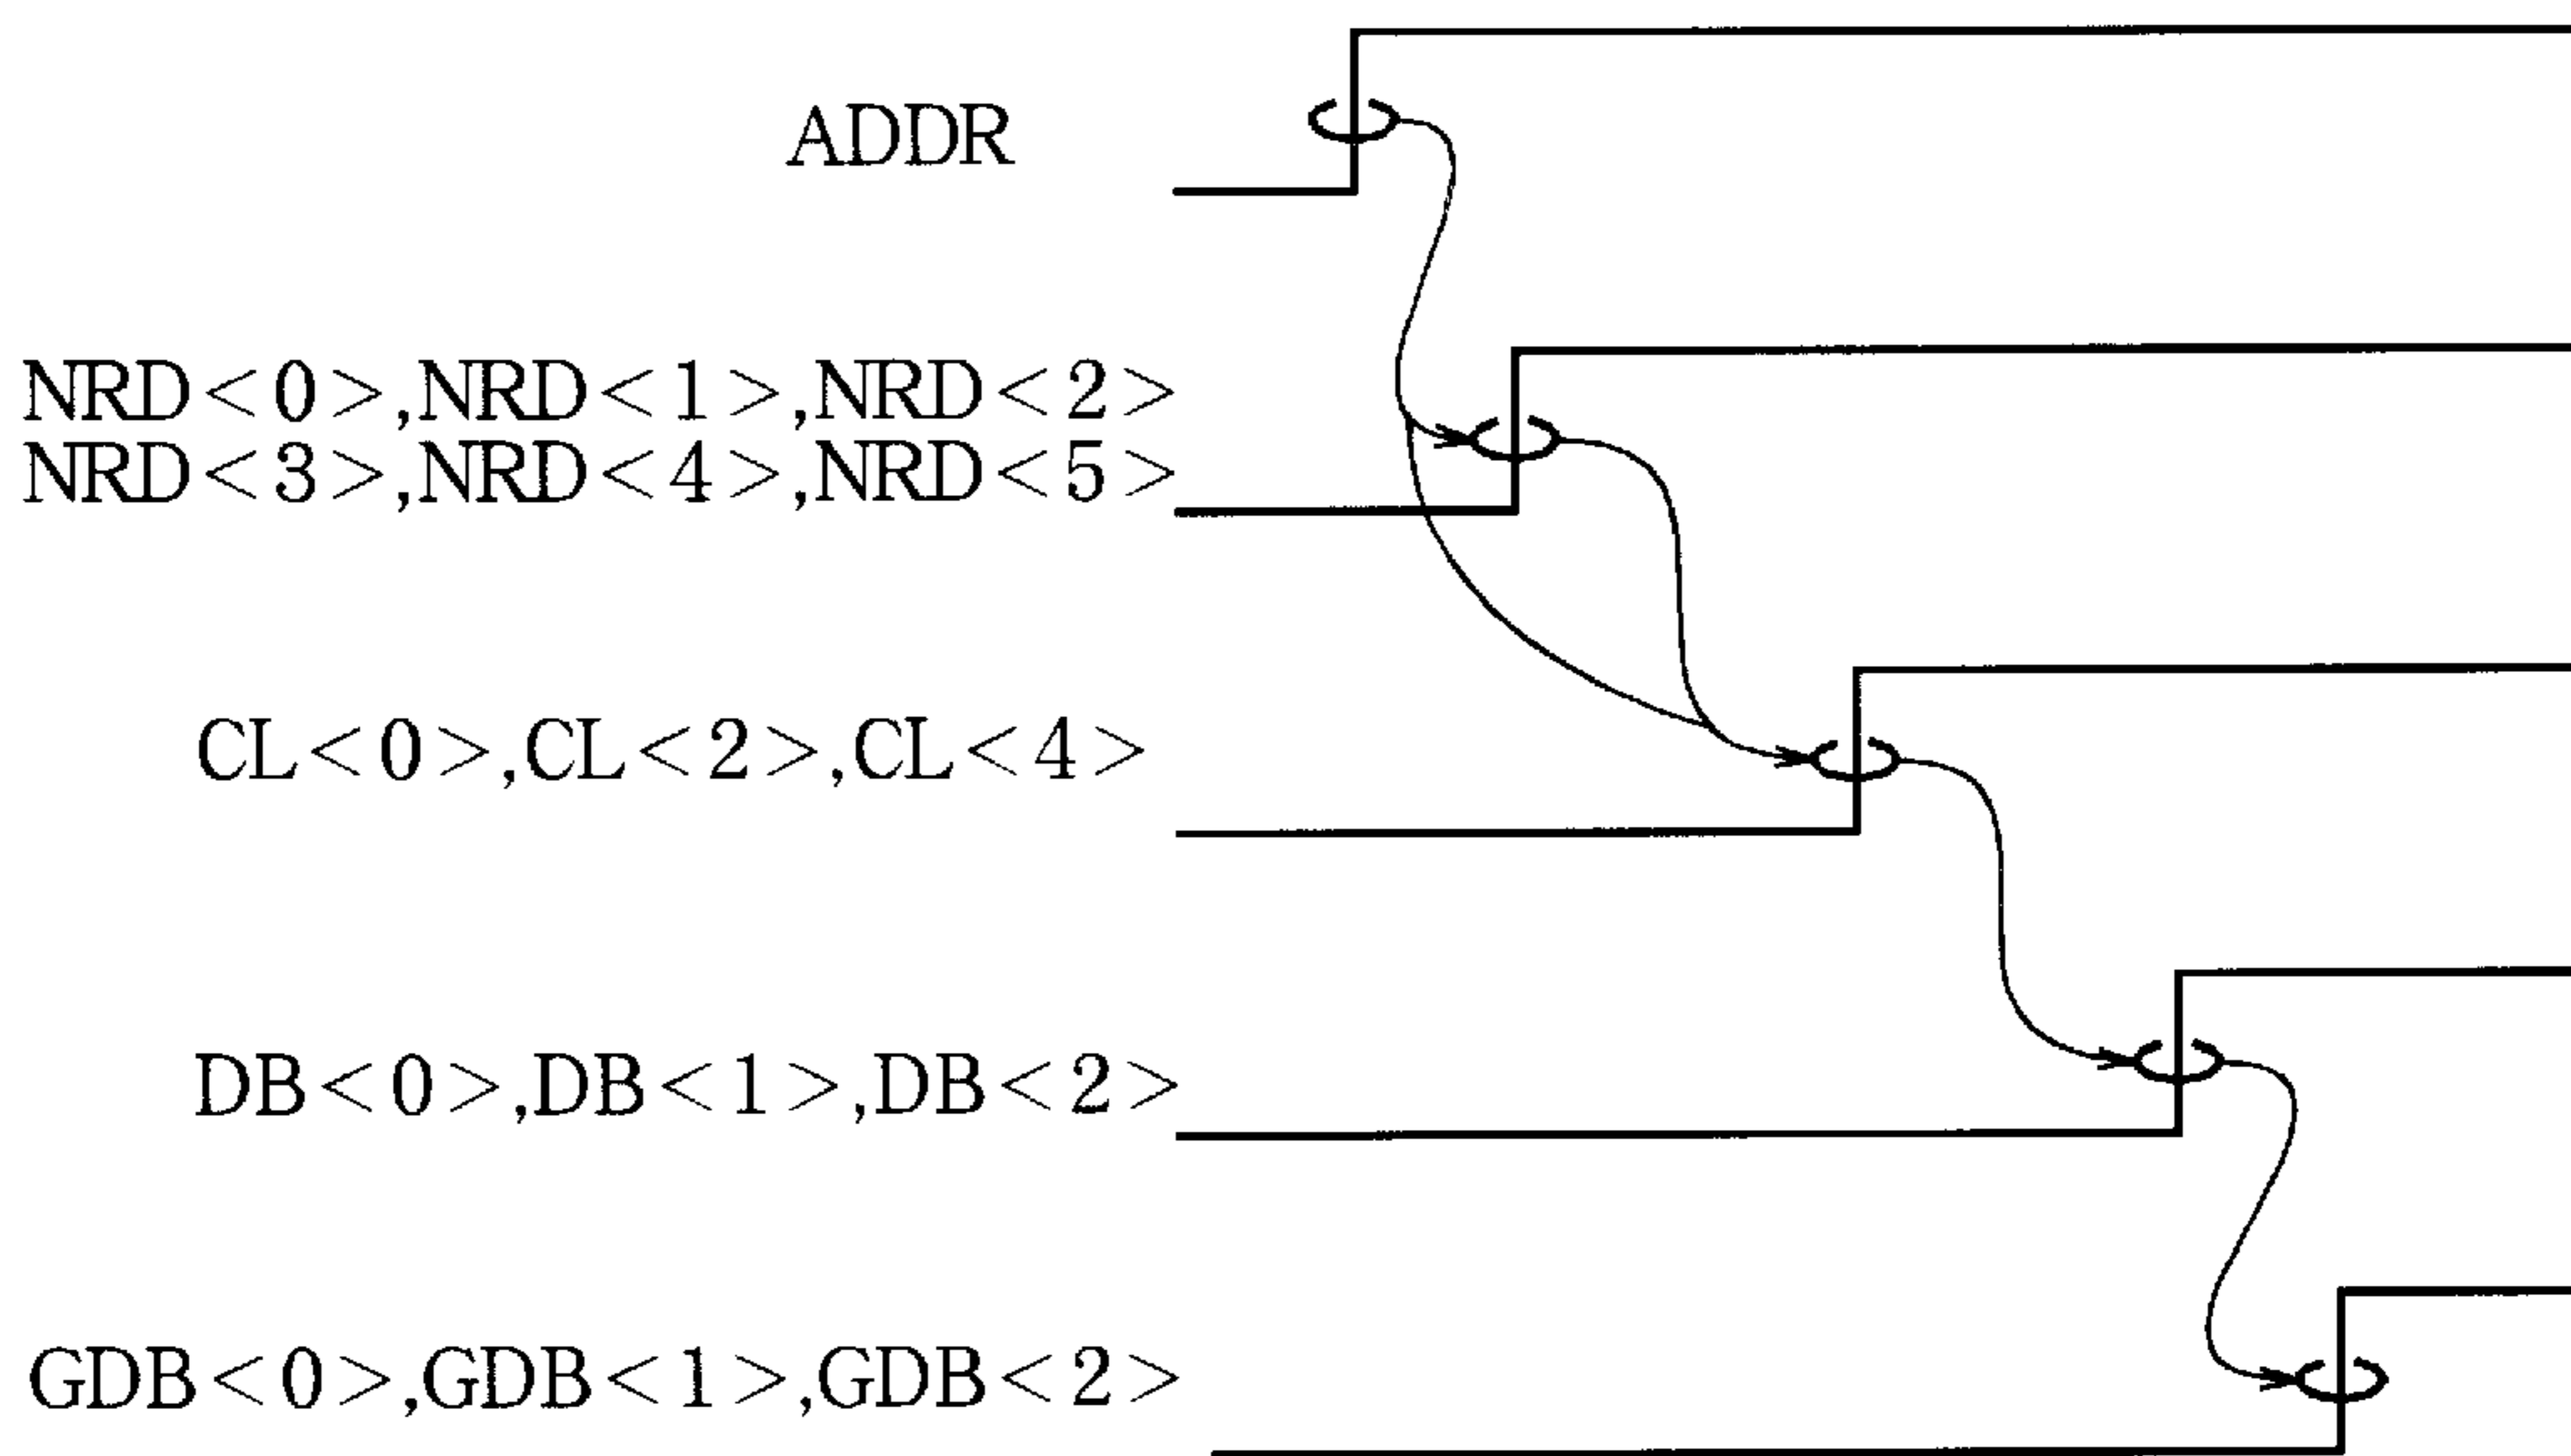 ADDR
NRD<0>,NRD<1>,NRD<2>
NRD<3>,NRD<4>,NRD<5>
CL<0>,CL<2>,CL<4>
DB<0>,DB<1>,DB<2>
GDB<0>,GDB<1>,GDB<2>